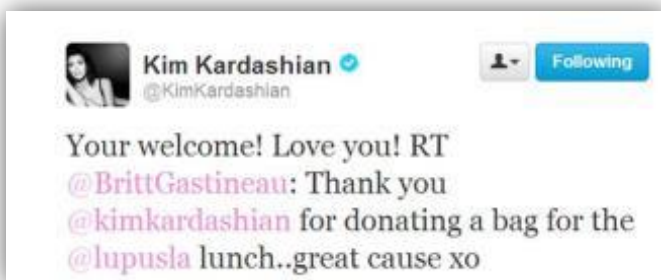 Kim Kardashian
@KimKardashian
Following
Your welcome! Love you! RT
@BrittGastineau: Thank you
@kimkardashian for donating a bag for the
@lupusla lunch..great cause xo